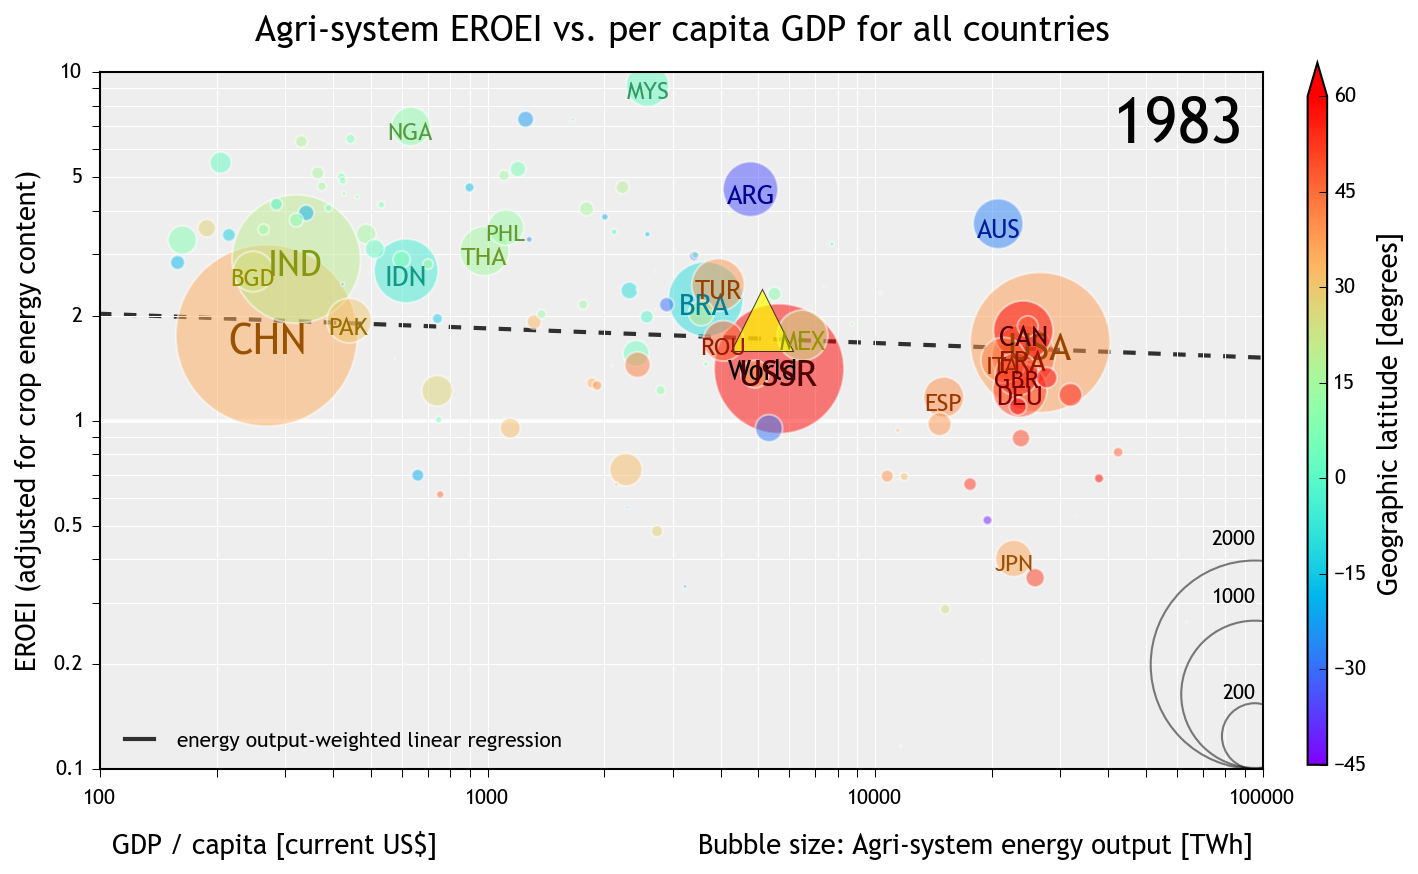 Agri-system EROEI vs. per capita GDP for all countries
1983
EROEI (adjusted for crop energy content)
10
5
2
1
0.5
0.2
0.1
MYS
NGA
ARG
PHL
AUS
THA
IND
BGD
IDN
TUR
BRA
PAK
CHN
ROU
MEX
World
USSR
CAN
USA
ITA
FRA
GBR
DEU
ESP
JPN
2000
1000
200
energy output-weighted linear regression
100
1000
10000
100000
GDP / capita [current US$]
Bubble size: Agri-system energy output [TWh]
60
45
30
15
0
−15
−30
−45
Geographic latitude [degrees]